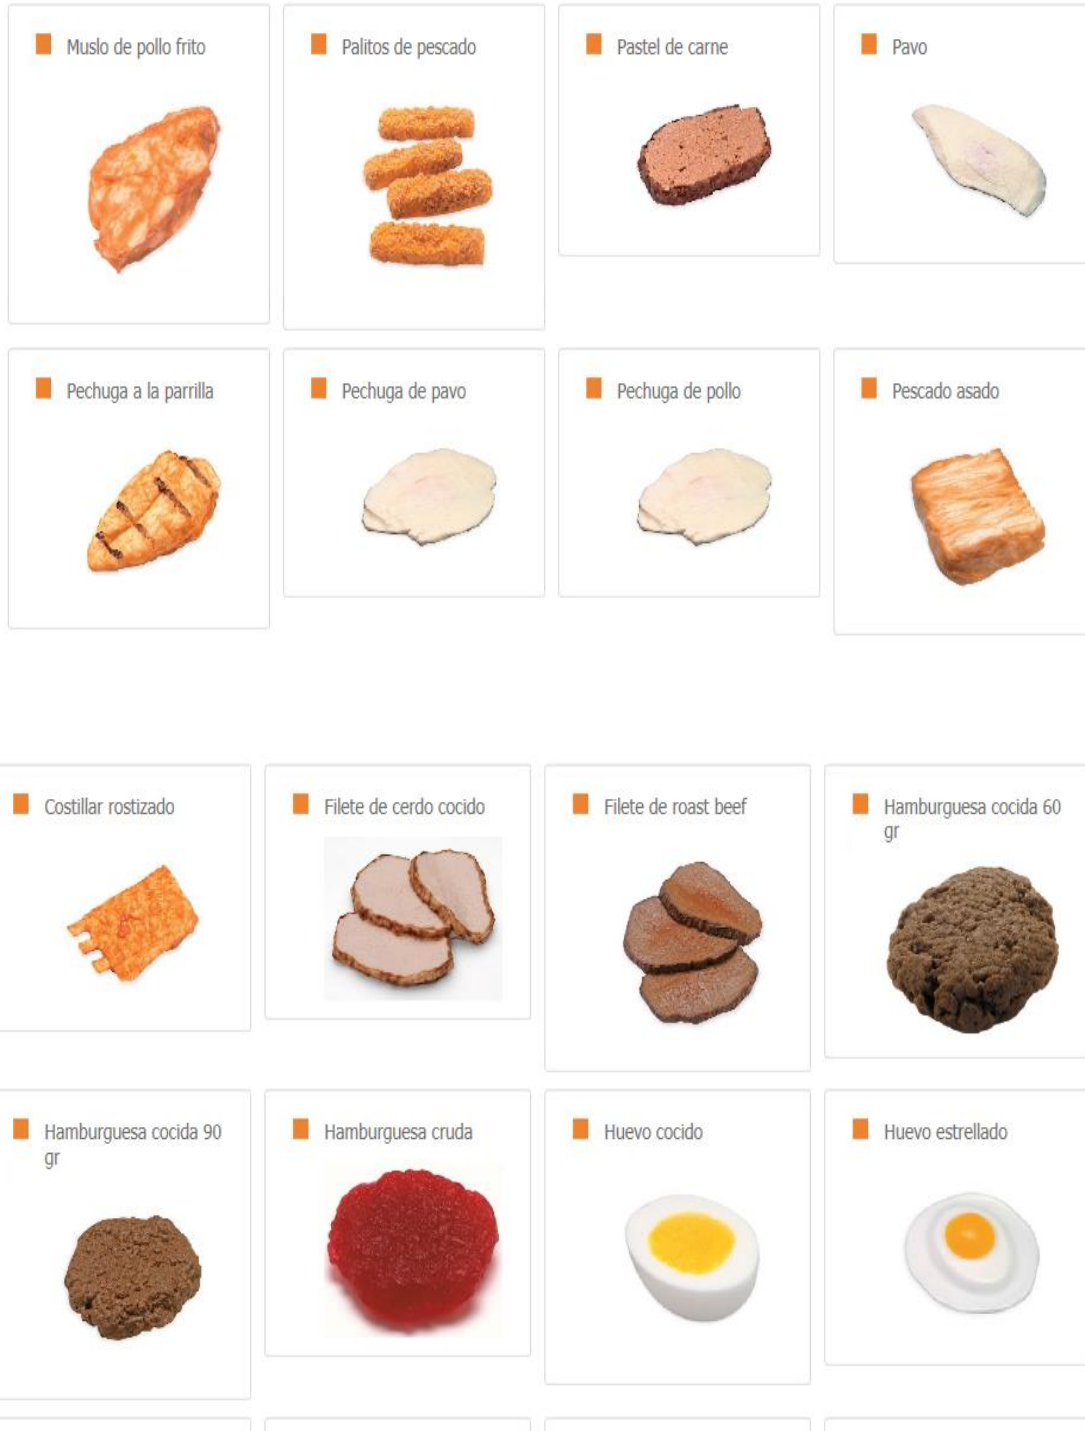 Muslo de pollo frito
Palitos de pescado
Pastel de carne
Pavo
Pechuga a la parrilla
Pechuga de pavo
Pechuga de pollo
Pescado asado
Costillar rostizado
Filete de cerdo cocido
Filete de roast beef
Hamburguesa cocida 60
gr
Hamburguesa cocida 90
gr
Hamburguesa cruda
Huevo cocido
Huevo estrellado